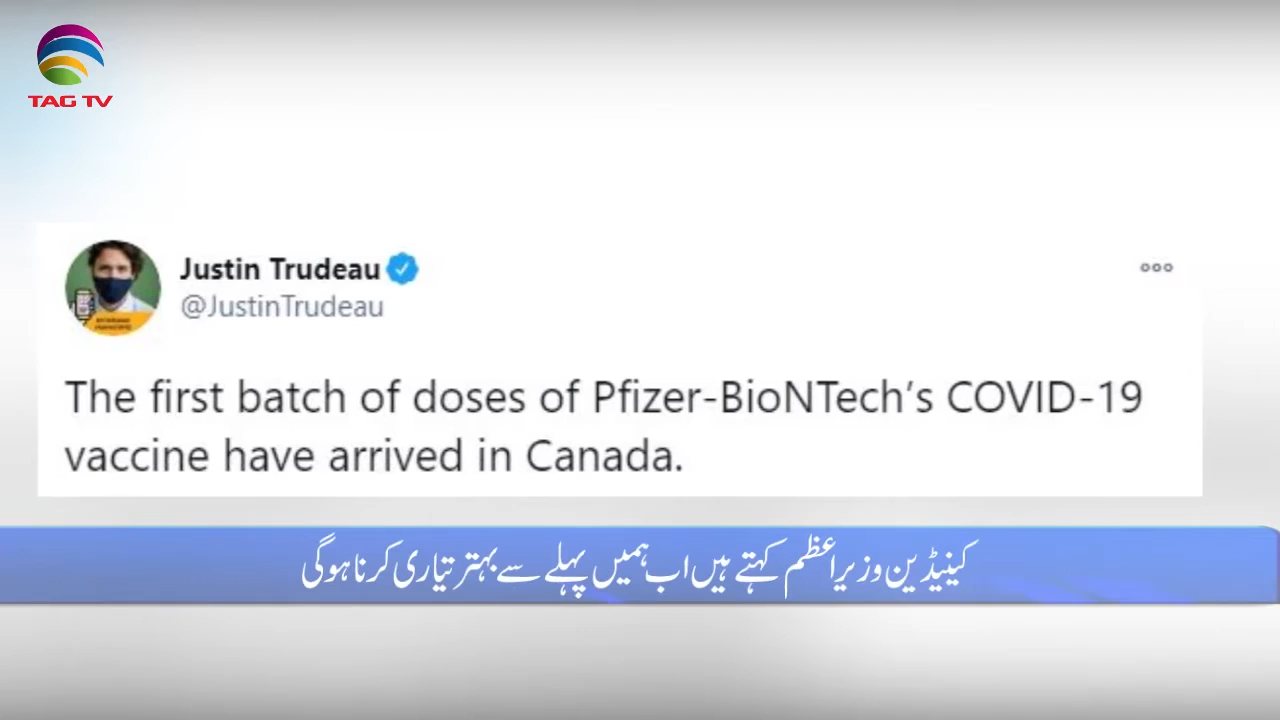 TAG TV
Justin Trudeau
@JustinTrudeau
The first batch of doses of Pfizer-BioNTech's COVID-19
vaccine have arrived in Canada.
کینیڈین وزیراعظم کہتے ہیں اب ہمیں پہلے سے بہتر تیاری کرنا ہوگی